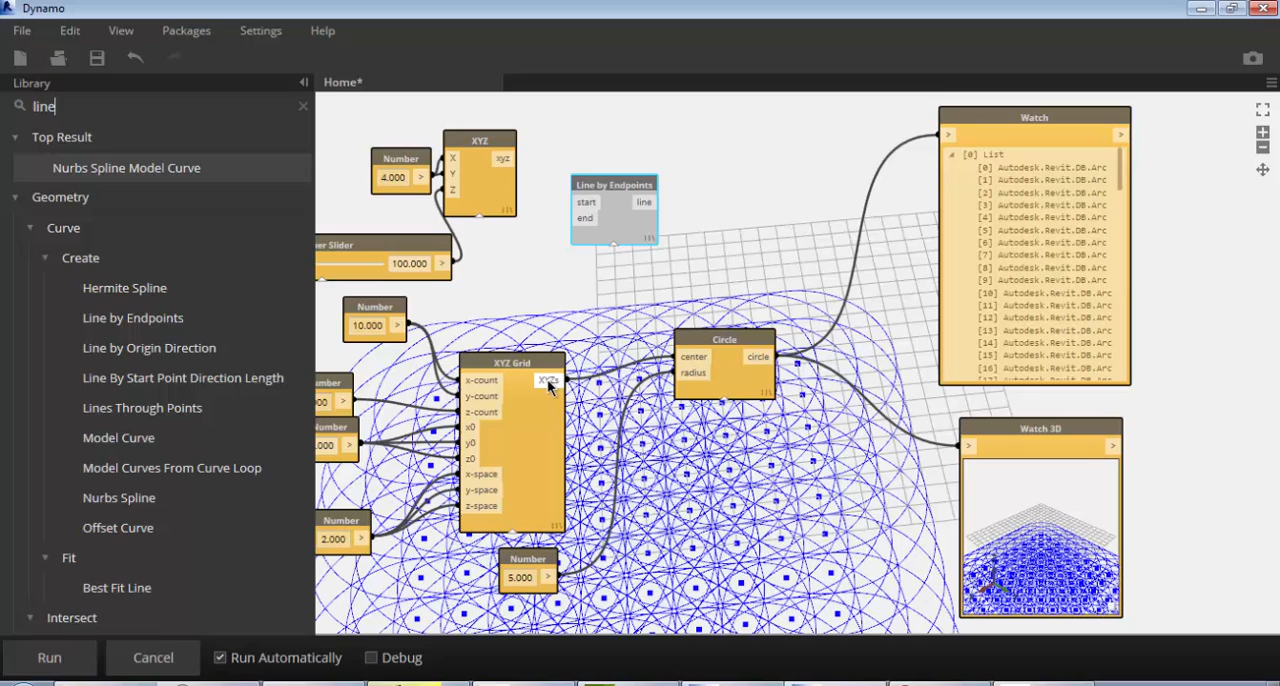 Dynamo
File Edit View Packages Settings Help
Library
Home*
line
Top Result
Nurbs Spline Model Curve
Geometry
Curve
Create
Hermite Spline
Line by Endpoints
Line by Origin Direction
Line By Start Point Direction Length
Lines Through Points
Model Curve
Model Curves From Curve Loop
Nurbs Spline
Offset Curve
Fit
Best Fit Line
Intersect
Number
4.000 >
XYZ
X xyz
Y
Z
er Slider
100.000 >
Line by Endpoints
start line
end
Number
10.000 >
XYZ Grid
x-count XYZs
y-count
z-count
x0
y0
z0
x-space
y-space
z-space
mber
00 >
Number
.000 >
Number
2.000 >
Number
5.000 >
Circle
center circle
radius
Watch
> >
[0] List
[0] Autodesk.Revit.DB.Arc
[1] Autodesk.Revit.DB.Arc
[2] Autodesk.Revit.DB.Arc
[3] Autodesk.Revit.DB.Arc
[4] Autodesk.Revit.DB.Arc
[5] Autodesk.Revit.DB.Arc
[6] Autodesk.Revit.DB.Arc
[7] Autodesk.Revit.DB.Arc
[8] Autodesk.Revit.DB.Arc
[9] Autodesk.Revit.DB.Arc
[10] Autodesk.Revit.DB.Arc
[11] Autodesk.Revit.DB.Arc
[12] Autodesk.Revit.DB.Arc
[13] Autodesk.Revit.DB.Arc
[14] Autodesk.Revit.DB.Arc
[15] Autodesk.Revit.DB.Arc
[16] Autodesk.Revit.DB.Arc
Watch 3D
> >
Run Cancel Run Automatically Debug